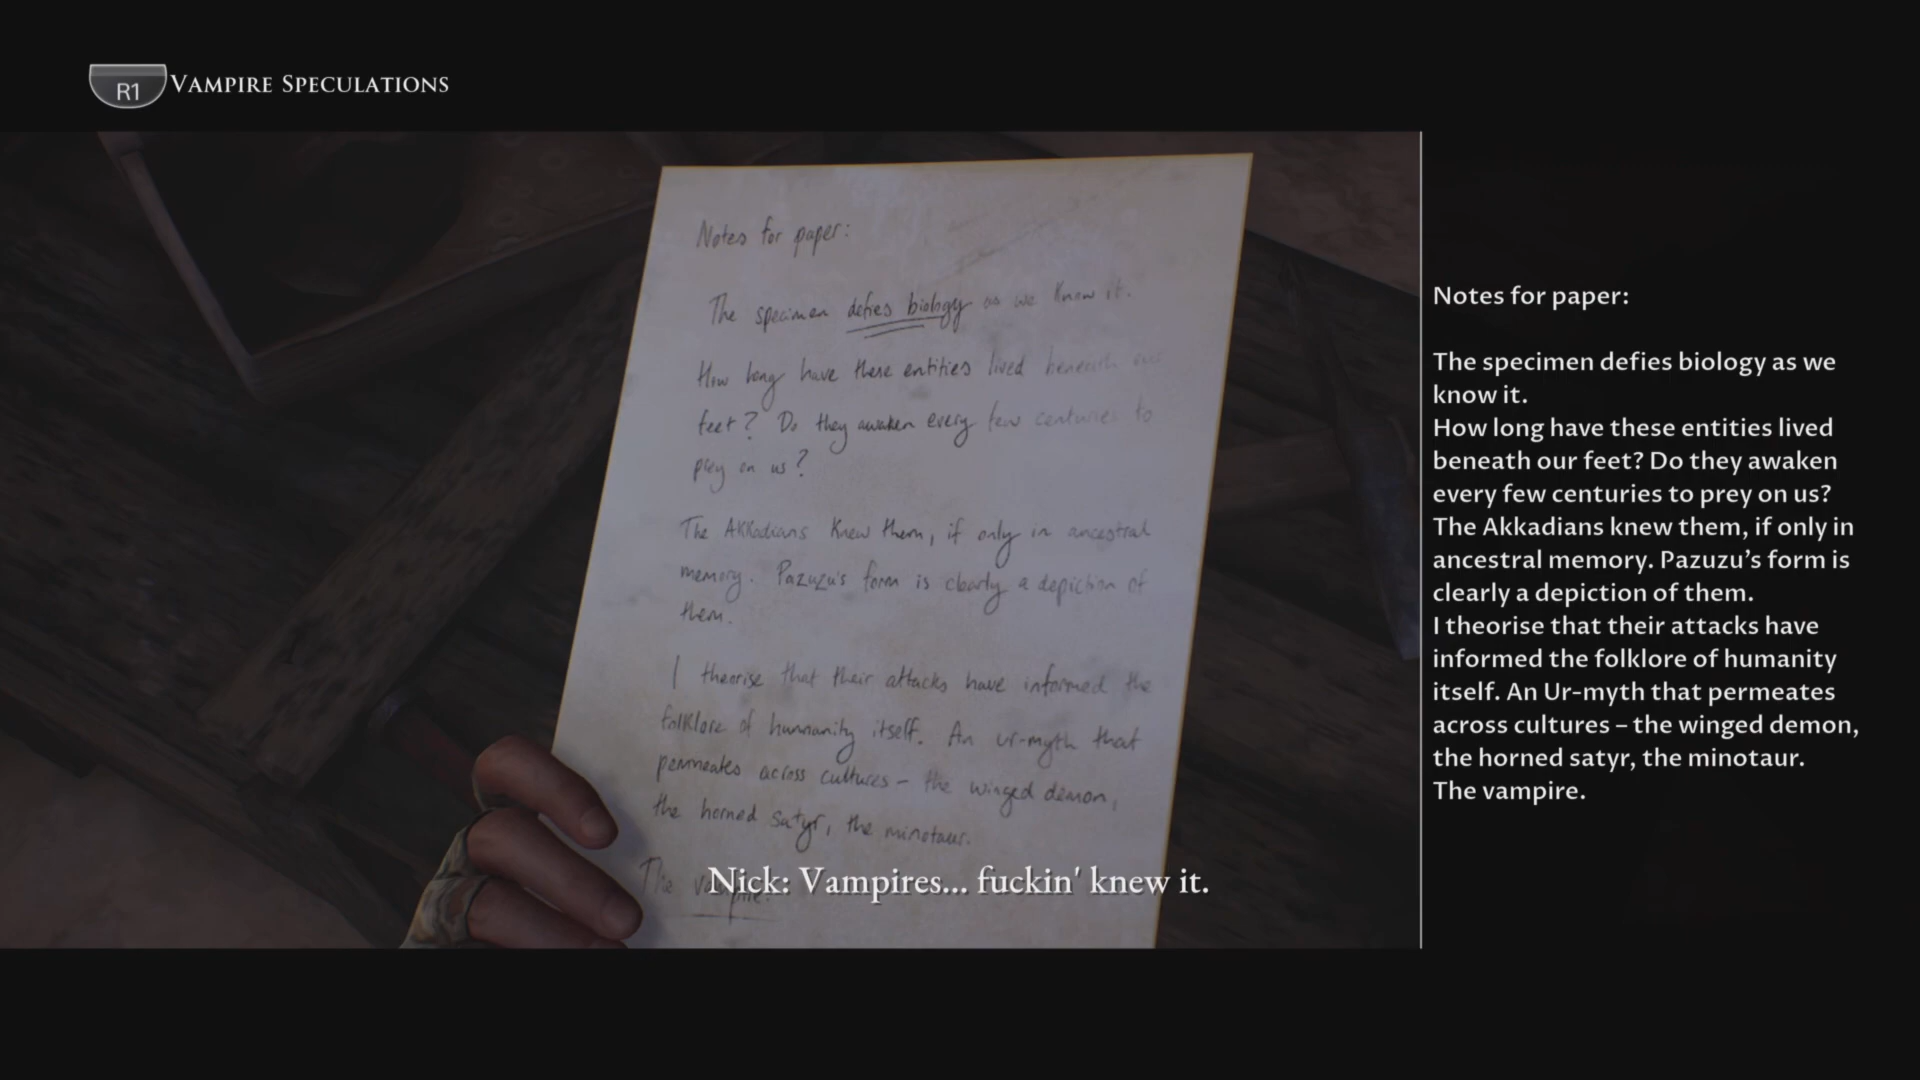 R1 VAMPIRE SPECULATIONS
Notes for paper:
The specimen defies biology as we know it.
How long have these entities lived beneath our
feet? Do they awaken every few centuries to
prey on us?
The Akkadians knew them, if only in ancestral
memory. Pazuzu's form is clearly a depiction of
them.
I theorise that their attacks have informed the
folklore of humanity itself. An ur-myth that
permeates across cultures – the winged demon,
the horned satyr, the minotaur.
The vampire.
Nick: Vampires... fuckin' knew it.
Notes for paper:
The specimen defies biology as we
know it.
How long have these entities lived
beneath our feet? Do they awaken
every few centuries to prey on us?
The Akkadians knew them, if only in
ancestral memory. Pazuzu’s form is
clearly a depiction of them.
I theorise that their attacks have
informed the folklore of humanity
itself. An Ur-myth that permeates
across cultures – the winged demon,
the horned satyr, the minotaur.
The vampire.